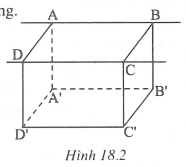 ng.
A B
D C
A' B'
D' C'
Hình 18.2